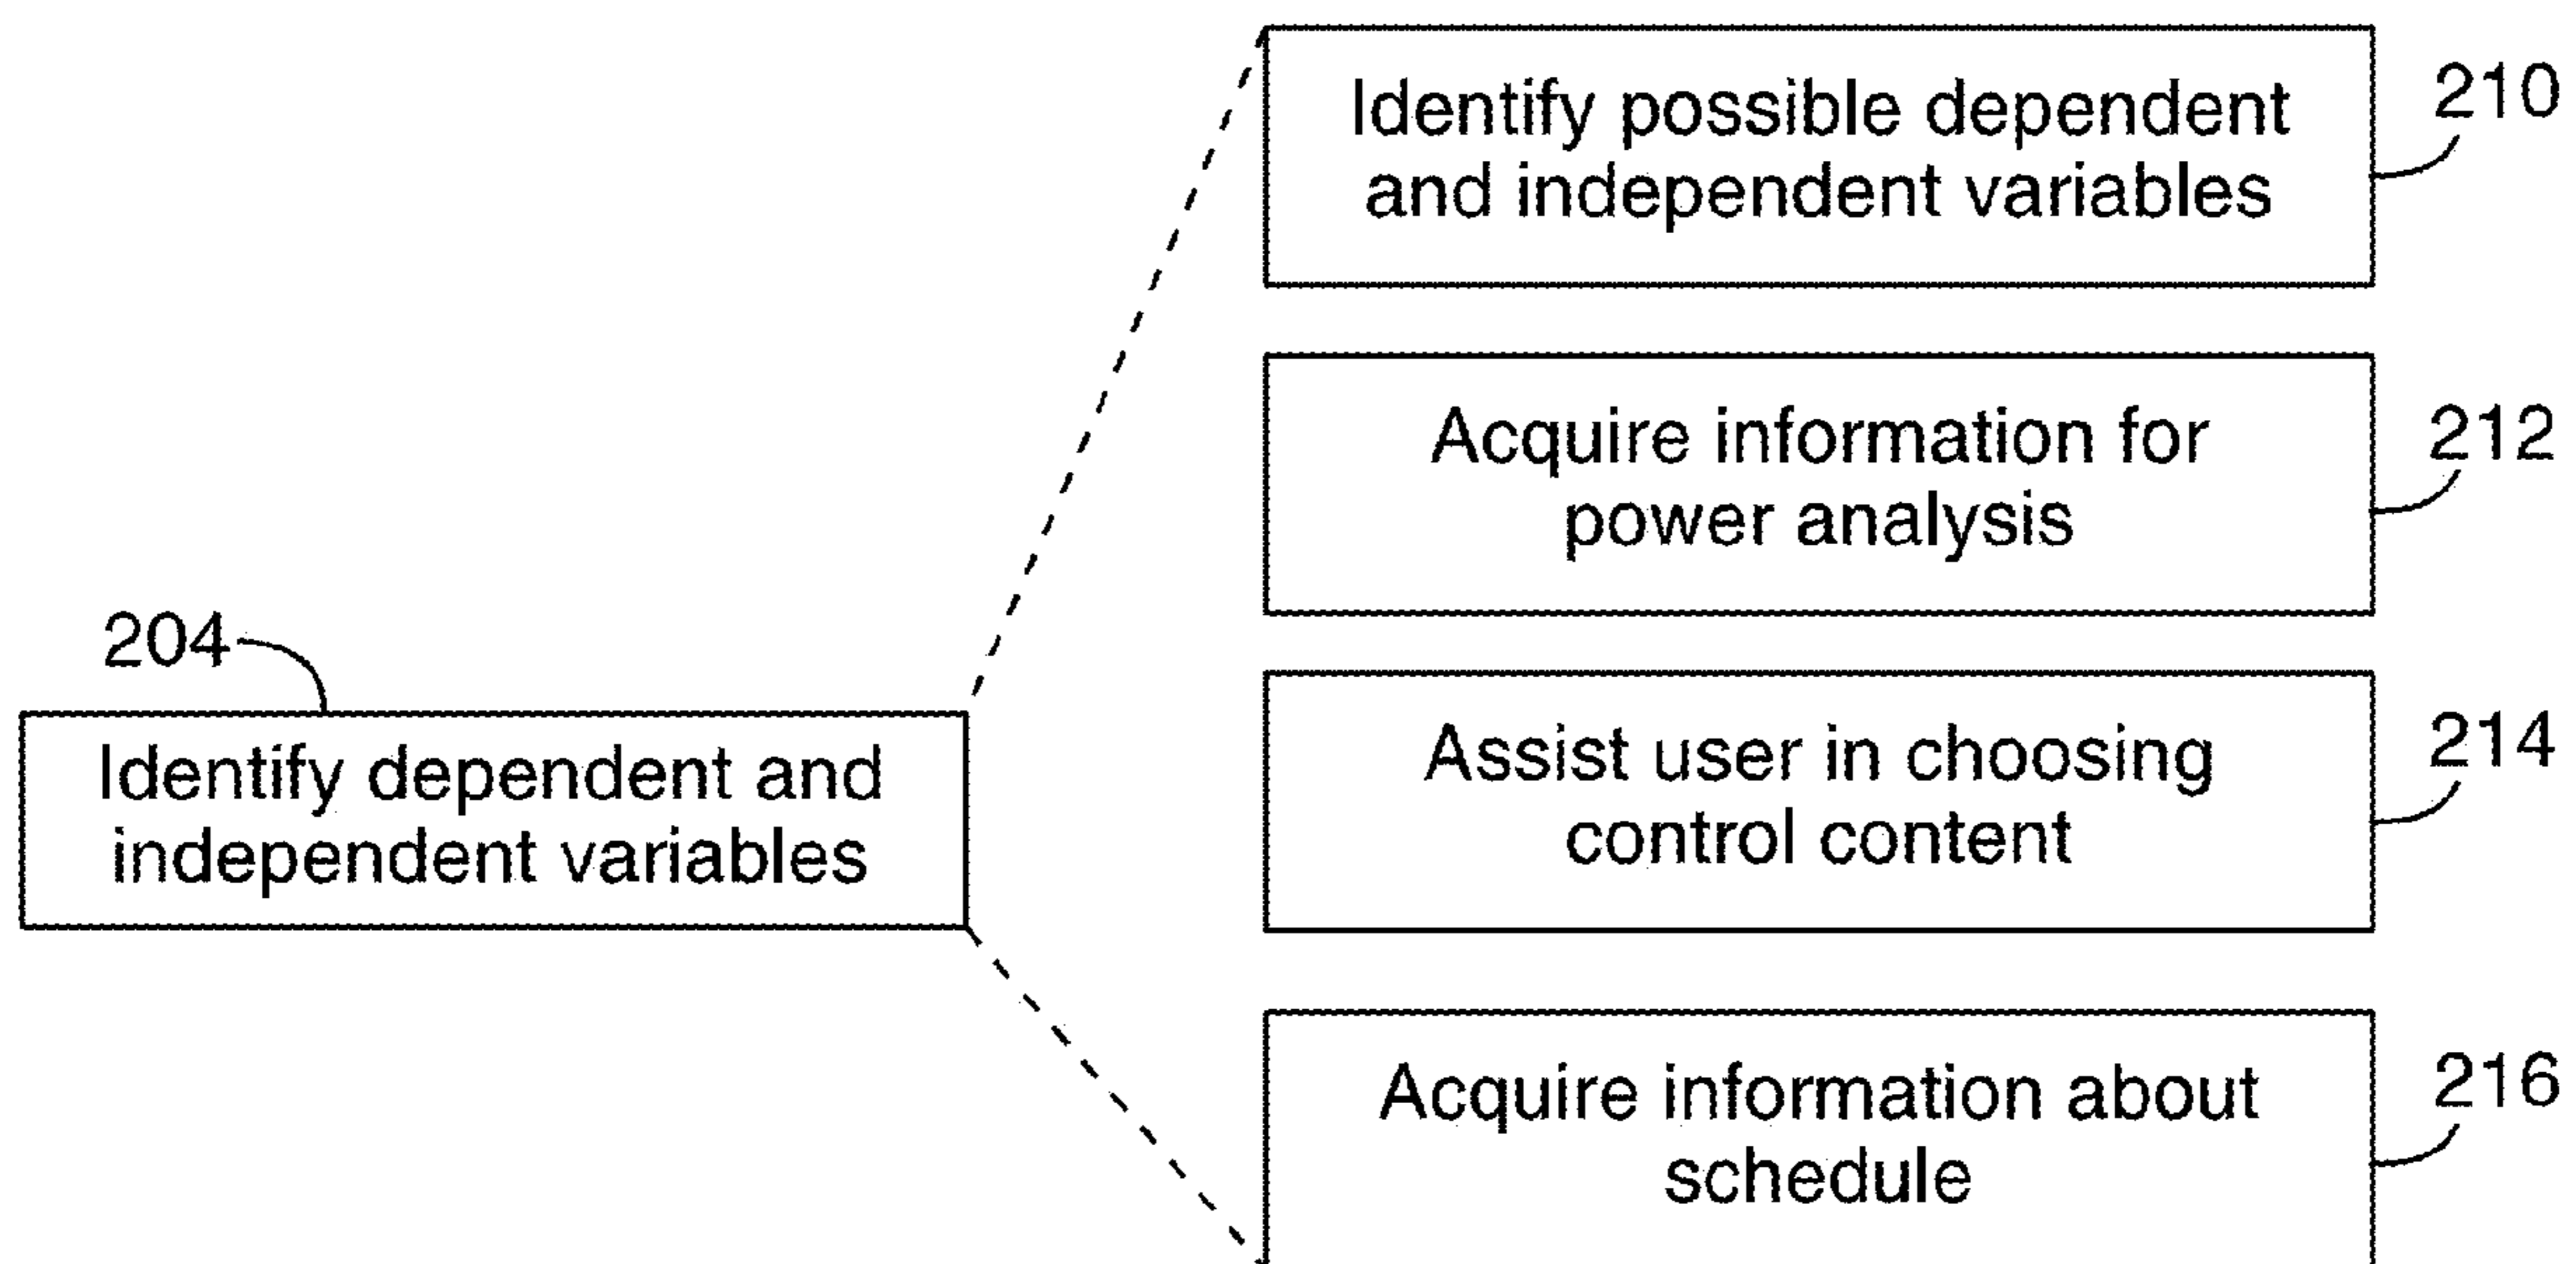 Identify possible dependent
and independent variables
210
Acquire information for
power analysis
212
204
Identify dependent and
independent variables
Assist user in choosing
control content
214
Acquire information about
schedule
216